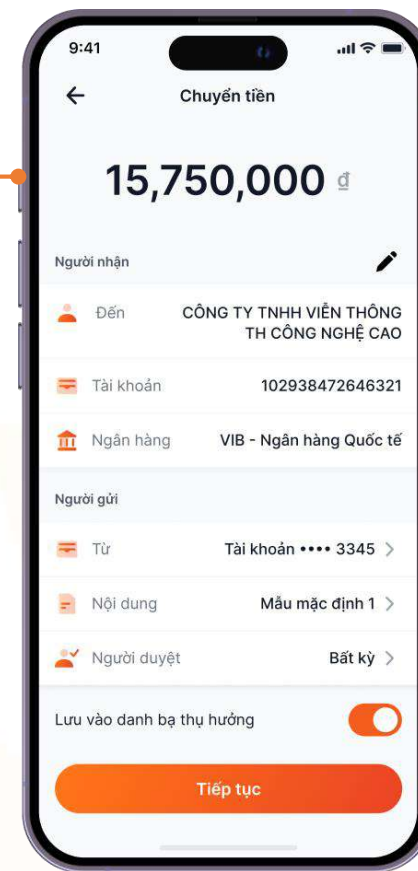 9:41
Chuyển tiền
15,750,000 ₫
Người nhận
Đến CÔNG TY TNHH VIỄN THÔNG
TH CÔNG NGHỆ CAO
Tài khoản 102938472646321
Ngân hàng VIB - Ngân hàng Quốc tế
Người gửi
Từ Tài khoản •••• 3345 >
Nội dung Mẫu mặc định 1 >
Người duyệt Bất kỳ >
Lưu vào danh bạ thụ hưởng
Tiếp tục